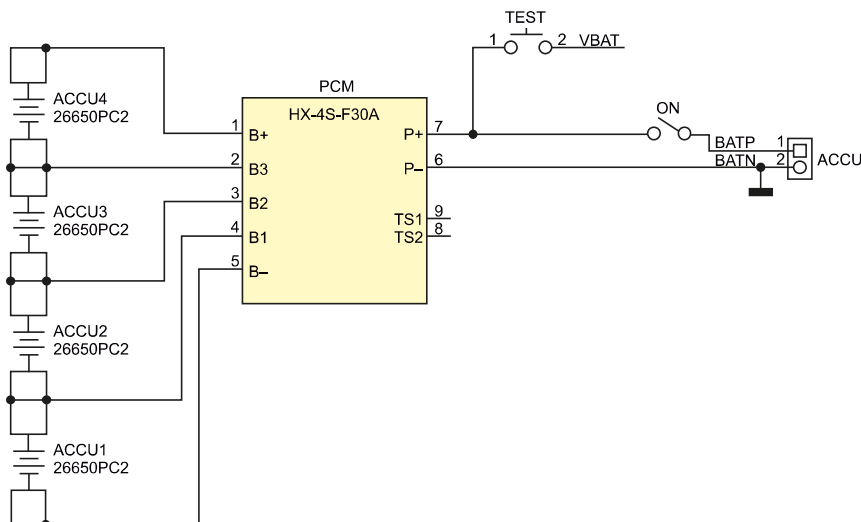 TEST
1
2
VBAT
PCM
HX-4S-F30A
ACCU4
26650PC2
1
B+
P+
7
ON
BATP
1
2
B3
P–
6
BATN
2
ACCU
3
B2
ACCU3
26650PC2
4
B1
TS1
9
TS2
8
5
B–
ACCU2
26650PC2
ACCU1
26650PC2